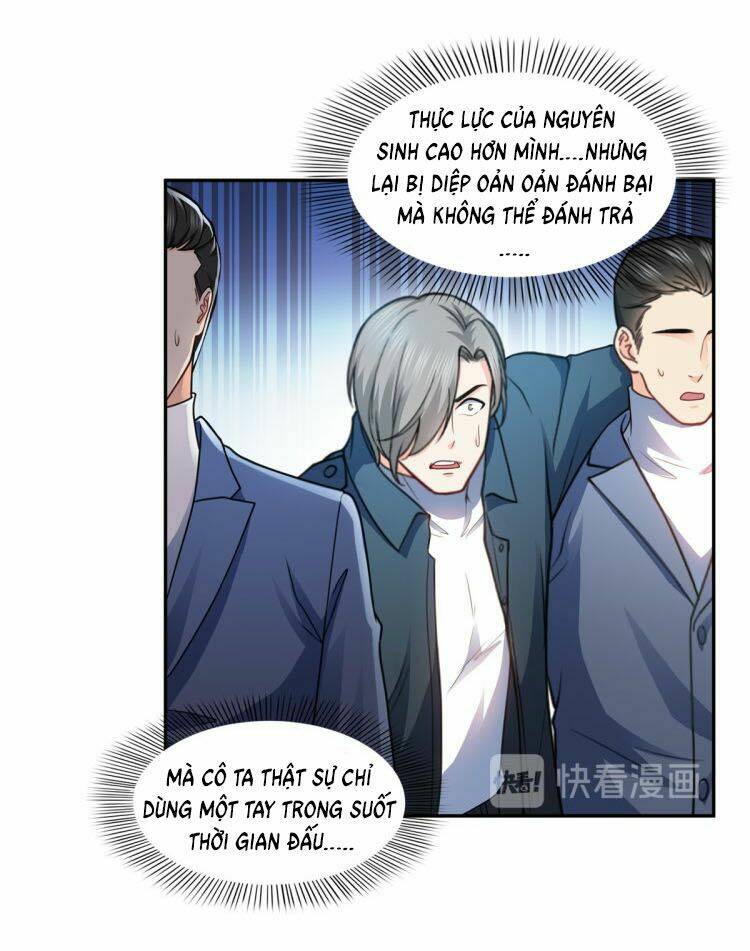 THỰC LỰC CỦA NGUYÊN
SINH CAO HƠN MÌNH....NHƯNG
LẠI BỊ DIỆP OẢN OẢN ĐÁNH BẠI
MÀ KHÔNG THỂ ĐÁNH TRẢ
.....
快看! 快看漫画
MÀ CÔ TA THẬT SỰ CHỈ
DÙNG MỘT TAY TRONG SUỐT
THỜI GIAN ĐẤU.....